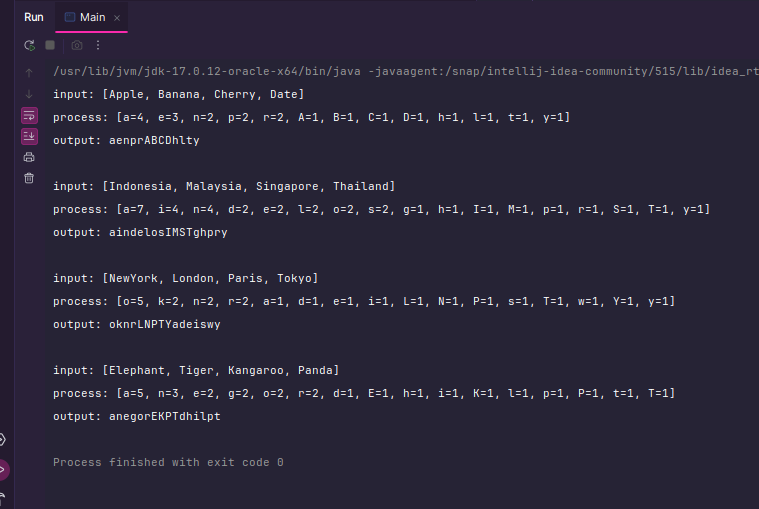 Run Main
/usr/lib/jvm/jdk-17.0.12-oracle-x64/bin/java -javaagent:/snap/intellij-idea-community/515/lib/idea_rt
input: [Apple, Banana, Cherry, Date]
process: [a=4, e=3, n=2, p=2, r=2, A=1, B=1, C=1, D=1, h=1, l=1, t=1, y=1]
output: aenprABCDhlty
input: [Indonesia, Malaysia, Singapore, Thailand]
process: [a=7, i=4, n=4, d=2, e=2, l=2, o=2, s=2, g=1, h=1, I=1, M=1, p=1, r=1, S=1, T=1, y=1]
output: aindelosIMSTghpry
input: [NewYork, London, Paris, Tokyo]
process: [o=5, k=2, n=2, r=2, a=1, d=1, e=1, i=1, L=1, N=1, P=1, s=1, T=1, w=1, Y=1, y=1]
output: oknrLNPTYadeiswy
input: [Elephant, Tiger, Kangaroo, Panda]
process: [a=5, n=3, e=2, g=2, o=2, r=2, d=1, E=1, h=1, i=1, K=1, l=1, p=1, P=1, t=1, T=1]
output: anegorEKPTdhilpt
Process finished with exit code 0